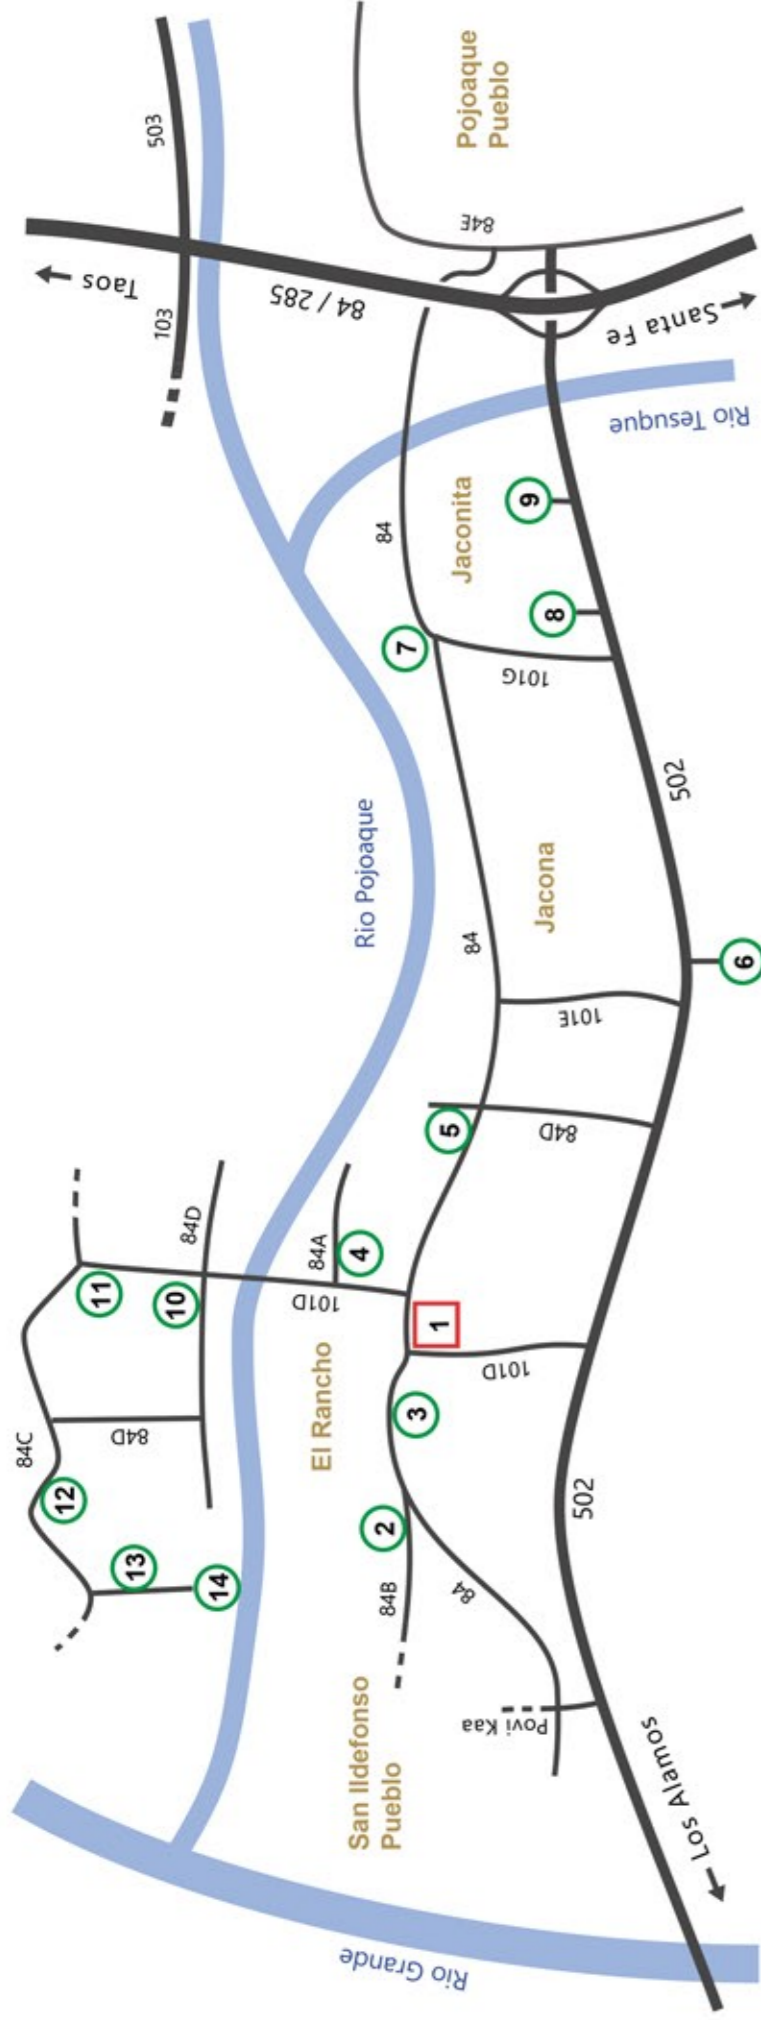 84C
12
13
14
84D
11
10
84D
Taos
103
503
84 / 285
Rio Pojoaque
El Rancho
101D
84A
4
San Ildefonso
Pueblo
84B
2
3
1
5
84
7
84
Jaconita
84E
Pojoaque
Pueblo
Rio Grande
Povi Kaa
84
101D
84D
101E
Jacona
101G
8
9
502
502
6
Los Alamos
Rio Tesuque
Santa Fe